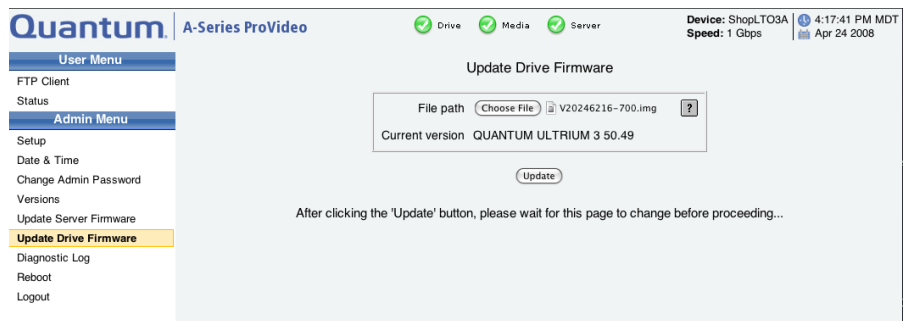 Quantum. A-Series ProVideo
Drive Media Server
Device: ShopLTO3A
Speed: 1 Gbps
4:17:41 PM MDT
Apr 24 2008
User Menu
FTP Client
Status
Admin Menu
Setup
Date & Time
Change Admin Password
Versions
Update Server Firmware
Update Drive Firmware
Diagnostic Log
Reboot
Logout
Update Drive Firmware
File path Choose File V20246216-700.img ?
Current version QUANTUM ULTRIUM 3 50.49
Update
After clicking the 'Update' button, please wait for this page to change before proceeding...